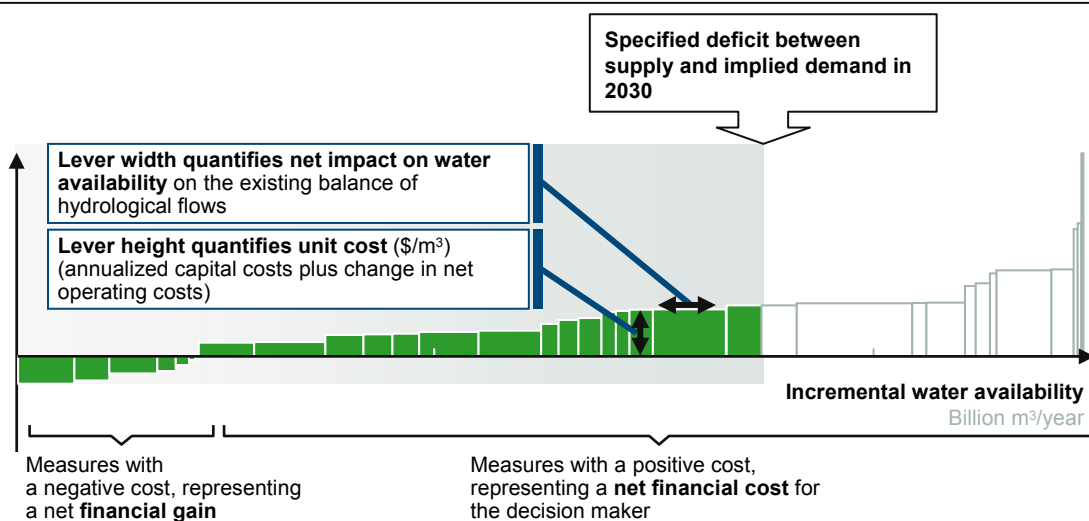 Specified deficit between
supply and implied demand in
2030
Lever width quantifies net impact on water
availability on the existing balance of
hydrological flows
Lever height quantifies unit cost ($/m³)
(annualized capital costs plus change in net
operating costs)
Incremental water availability
Billion m³/year
Measures with
a negative cost, representing
a net financial gain
Measures with a positive cost,
representing a net financial cost for
the decision maker